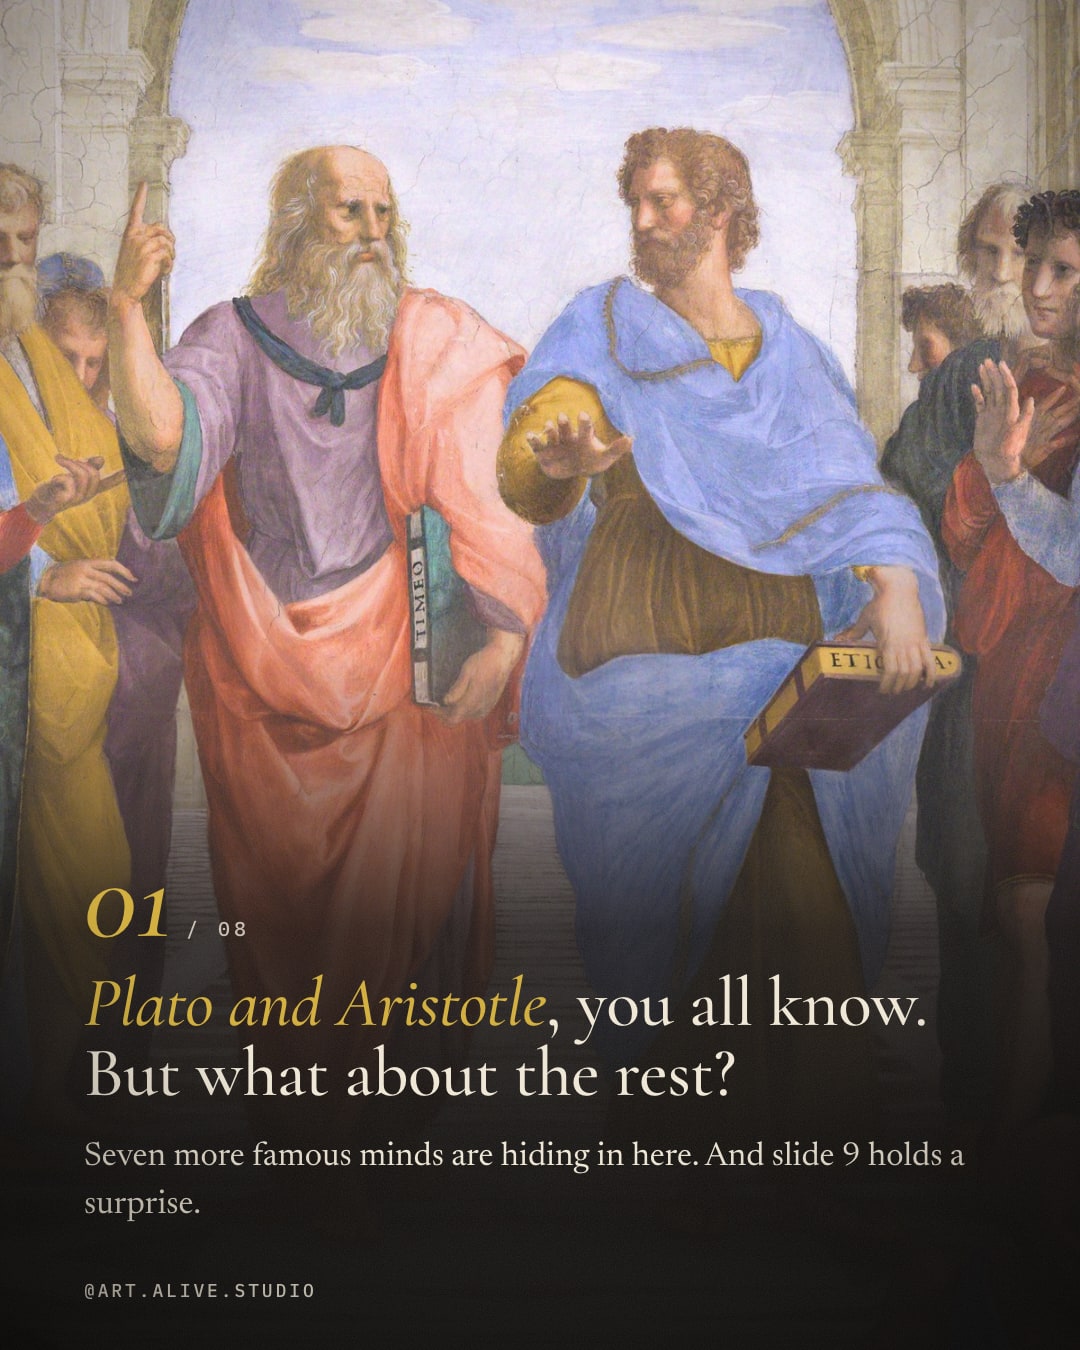 TIMEO
ETIC A.
01 / 08
Plato and Aristotle, you all know.
But what about the rest?
Seven more famous minds are hiding in here. And slide 9 holds a
surprise.
@ART.ALIVE.STUDIO